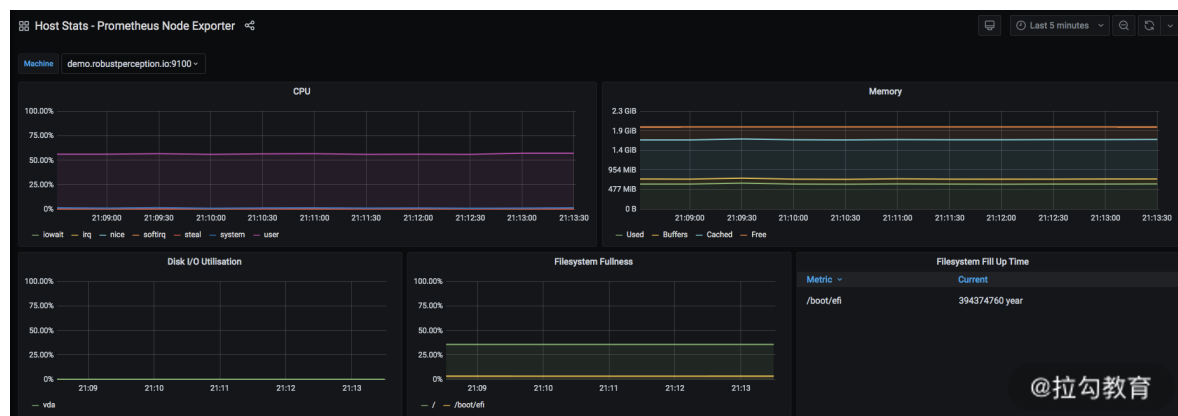 Host Stats - Prometheus Node Exporter
Last 5 minutes
Machine demo.robustperception.io:9100
CPU
100.00%
75.00%
50.00%
25.00%
0%
21:09:00 21:09:30 21:10:00 21:10:30 21:11:00 21:11:30 21:12:00 21:12:30 21:13:00 21:13:30
iowait irq nice softirq steal system user
Memory
2.3 GiB
1.9 GiB
1.4 GiB
954 MiB
477 MiB
0 B
21:09:00 21:09:30 21:10:00 21:10:30 21:11:00 21:11:30 21:12:00 21:12:30 21:13:00 21:13:30
Used Buffers Cached Free
Disk I/O Utilisation
100.00%
75.00%
50.00%
25.00%
0%
21:09 21:10 21:11 21:12 21:13
vda
Filesystem Fullness
100.00%
75.00%
50.00%
25.00%
0%
21:09 21:10 21:11 21:12 21:13
/ /boot/efi
Filesystem Fill Up Time
Metric Current
/boot/efi 394374760 year
@拉勾教育